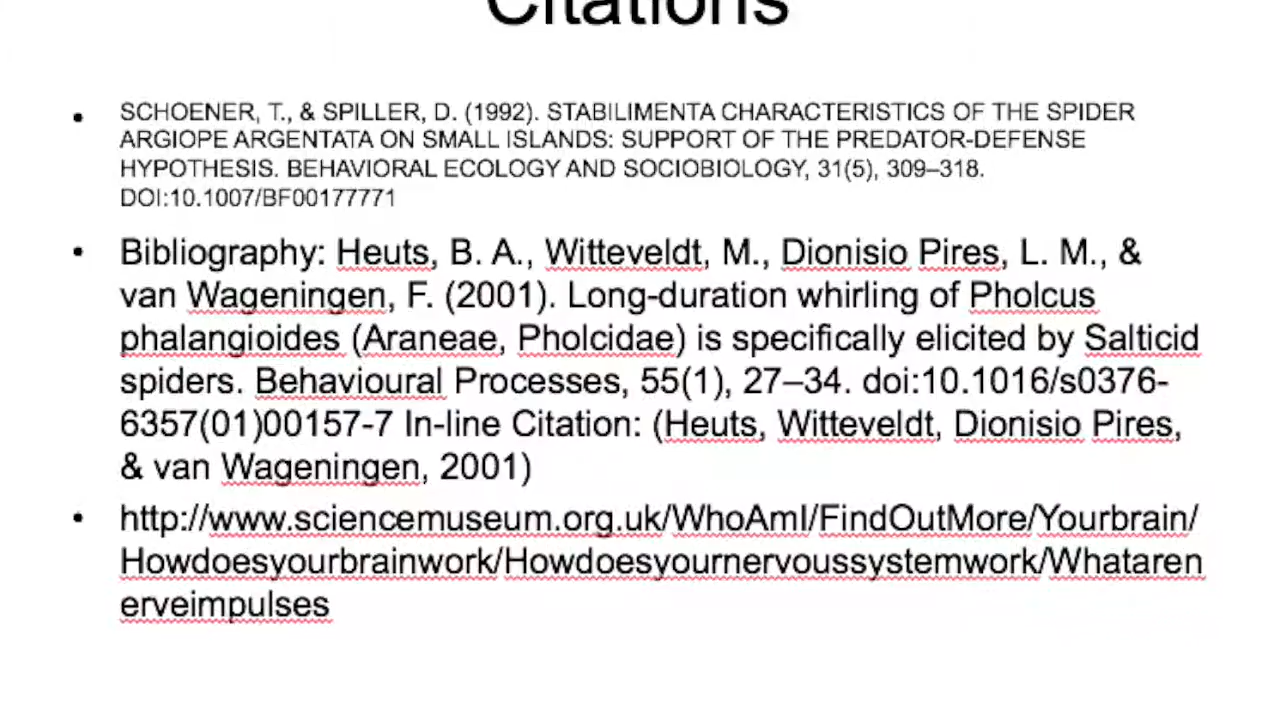 Citations
• SCHOENER, T., & SPILLER, D. (1992). STABILIMENTA CHARACTERISTICS OF THE SPIDER
ARGIOPE ARGENTATA ON SMALL ISLANDS: SUPPORT OF THE PREDATOR-DEFENSE
HYPOTHESIS. BEHAVIORAL ECOLOGY AND SOCIOBIOLOGY, 31(5), 309–318.
DOI:10.1007/BF00177771
• Bibliography: Heuts, B. A., Witteveldt, M., Dionisio Pires, L. M., &
van Wageningen, F. (2001). Long-duration whirling of Pholcus
phalangioides (Araneae, Pholcidae) is specifically elicited by Salticid
spiders. Behavioural Processes, 55(1), 27–34. doi:10.1016/s0376-
6357(01)00157-7 In-line Citation: (Heuts, Witteveldt, Dionisio Pires,
& van Wageningen, 2001)
• http://www.sciencemuseum.org.uk/WhoAmI/FindOutMore/Yourbrain/
Howdoesyourbrainwork/Howdoesyournervoussystemwork/Whataren
erveimpulses